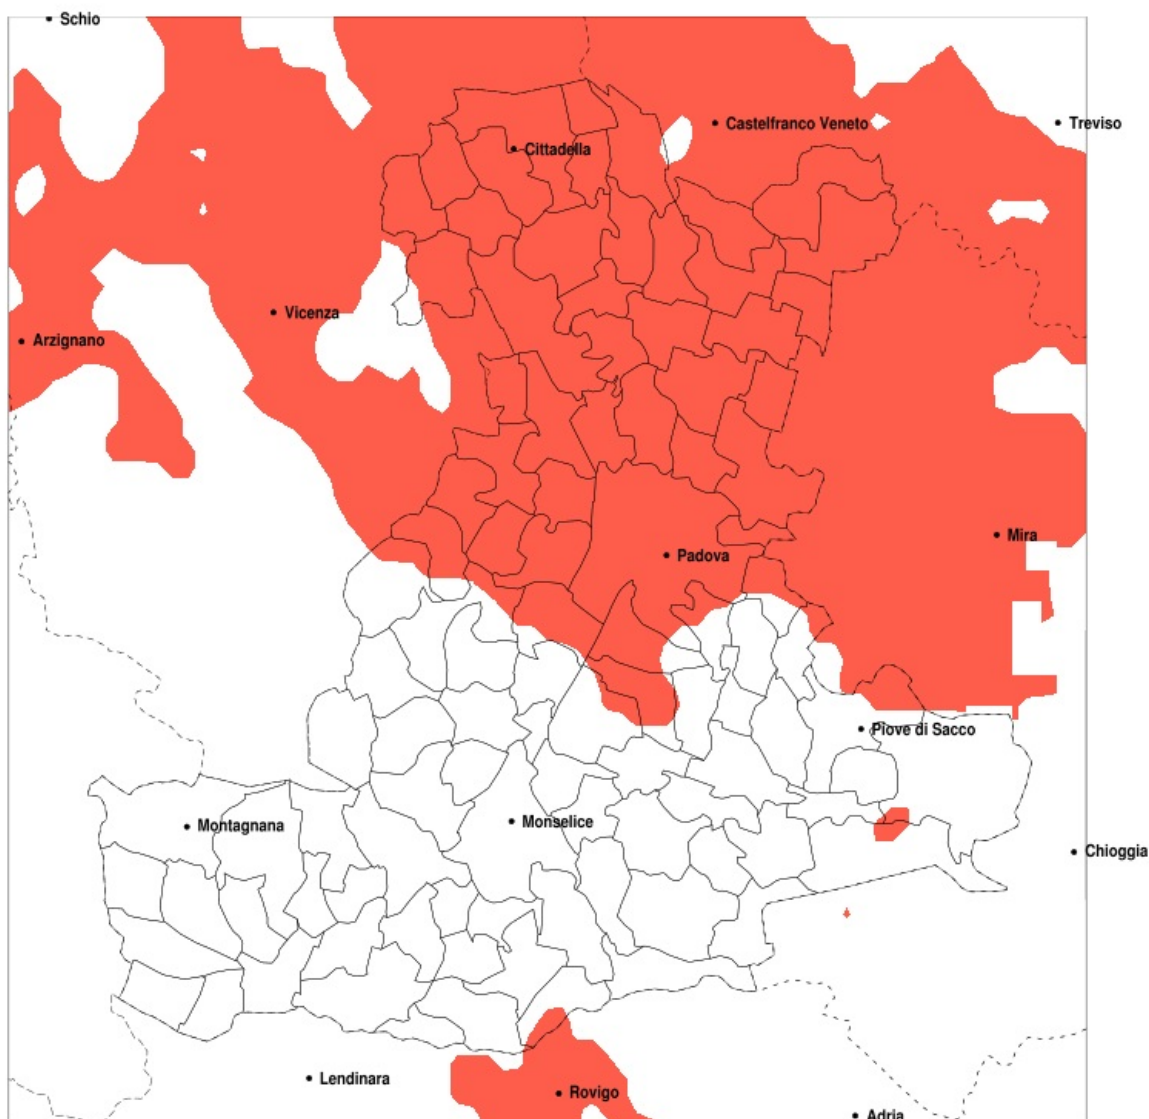 Schio
Castelfranco Veneto
Treviso
Cittadella
Vicenza
Arzignano
Mira
Padova
Piove di Sacco
Montagnana
Monselice
Chioggia
Lendinara
Rovigo
Adria